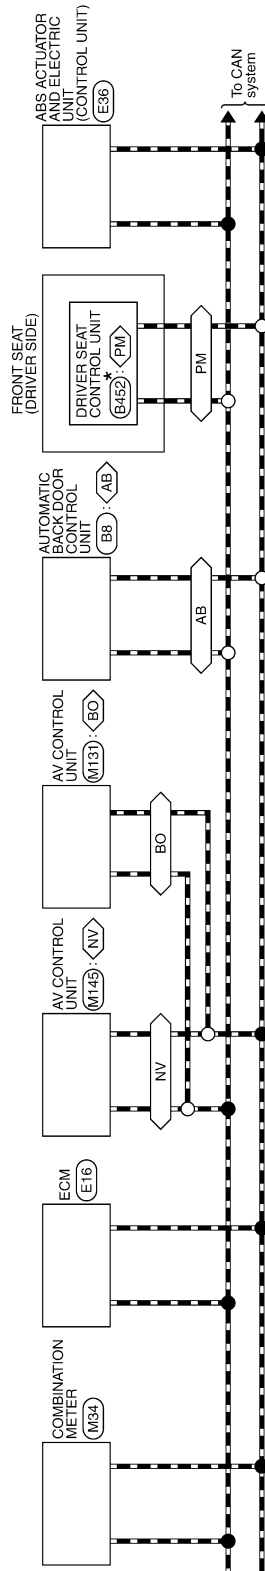 To CAN
system
ABS ACTUATOR
AND ELECTRIC
UNIT
(CONTROL UNIT)
E36
FRONT SEAT
(DRIVER SIDE)
DRIVER SEAT
CONTROL UNIT
*
B452 : PM
PM
AUTOMATIC
BACK DOOR
CONTROL
UNIT
B8 : AB
AB
AV CONTROL
UNIT
M131 : BO
BO
AV CONTROL
UNIT
M145 : NV
NV
ECM
E16
COMBINATION
METER
M34